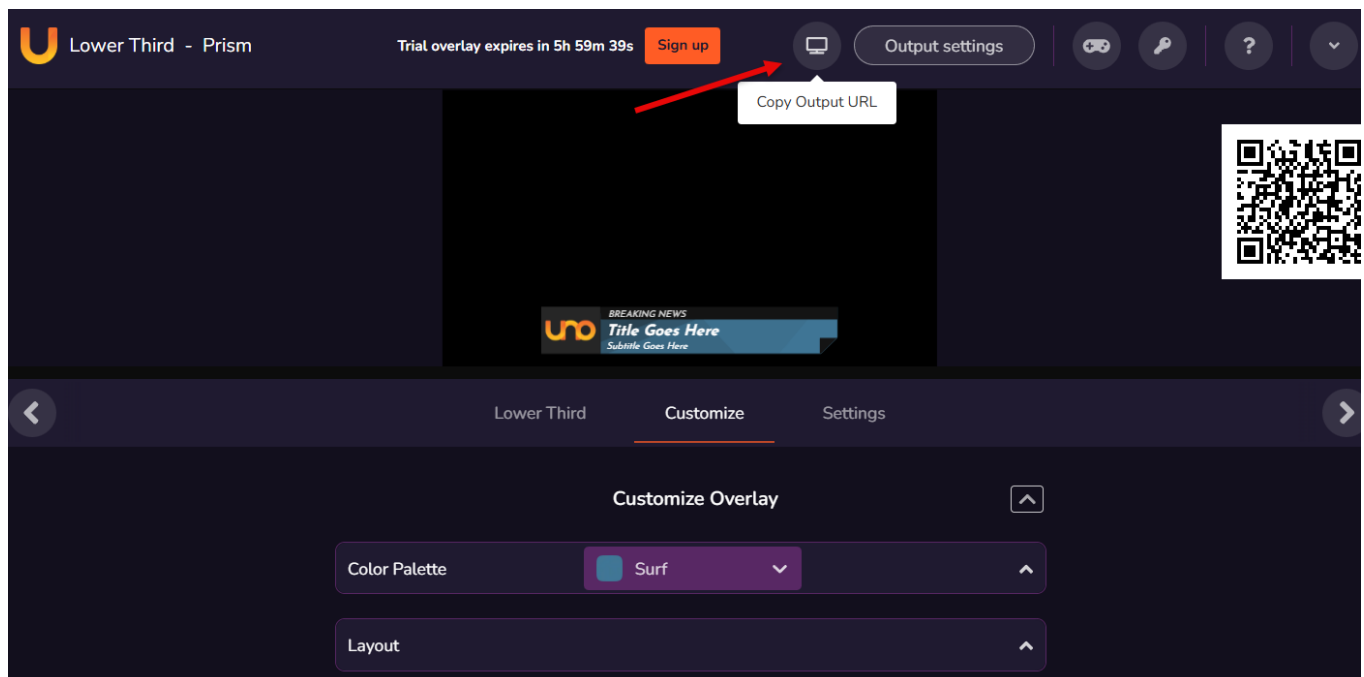 Lower Third - Prism
Trial overlay expires in 5h 59m 39s
Sign up
Output settings
?
Copy Output URL
uno
BREAKING NEWS
Title Goes Here
Subtitle Goes Here
Lower Third
Customize
Settings
Customize Overlay
Color Palette
Surf
Layout